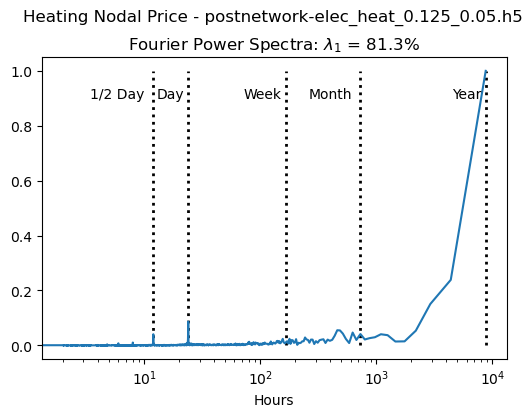 Heating Nodal Price - postnetwork-elec_heat_0.125_0.05.h5
Fourier Power Spectra: λ₁ = 81.3%
1.0
0.8
0.6
0.4
0.2
0.0
1/2 Day
Day
Week
Month
Year
10¹
10²
10³
10⁴
Hours